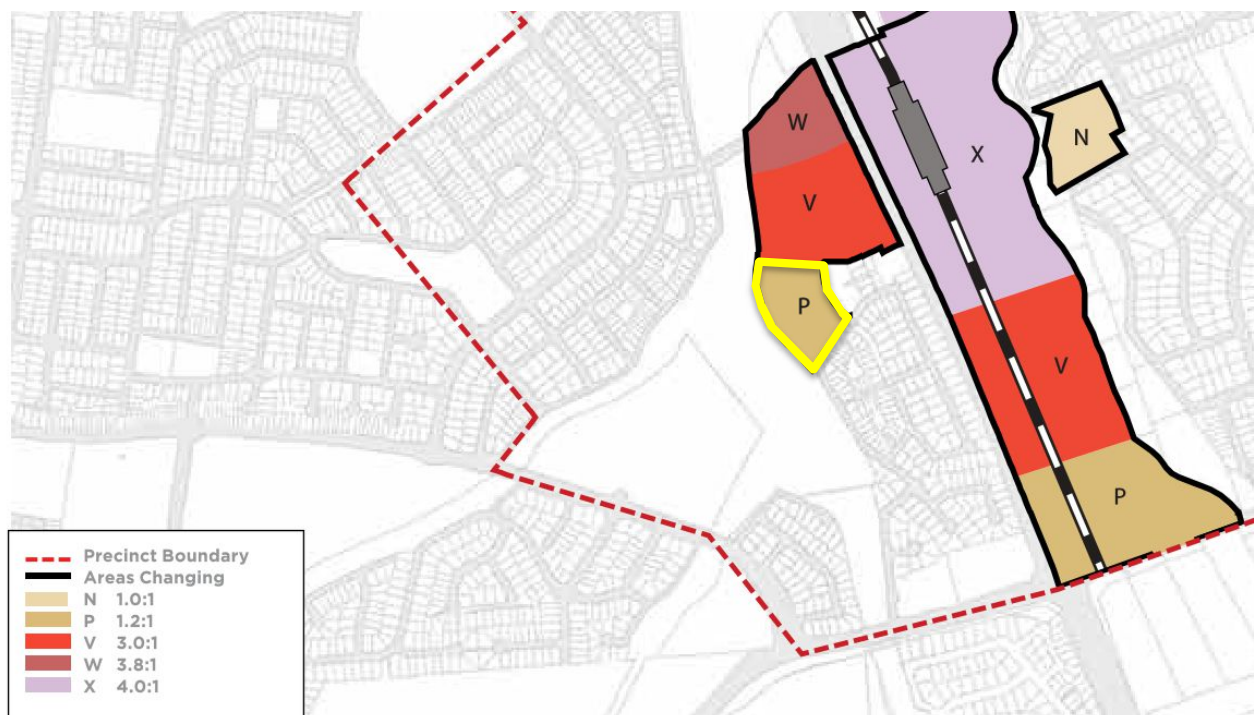 W
X
N
V
P
V
P
Precinct Boundary
Areas Changing
N 1.0:1
P 1.2:1
V 3.0:1
W 3.8:1
X 4.0:1